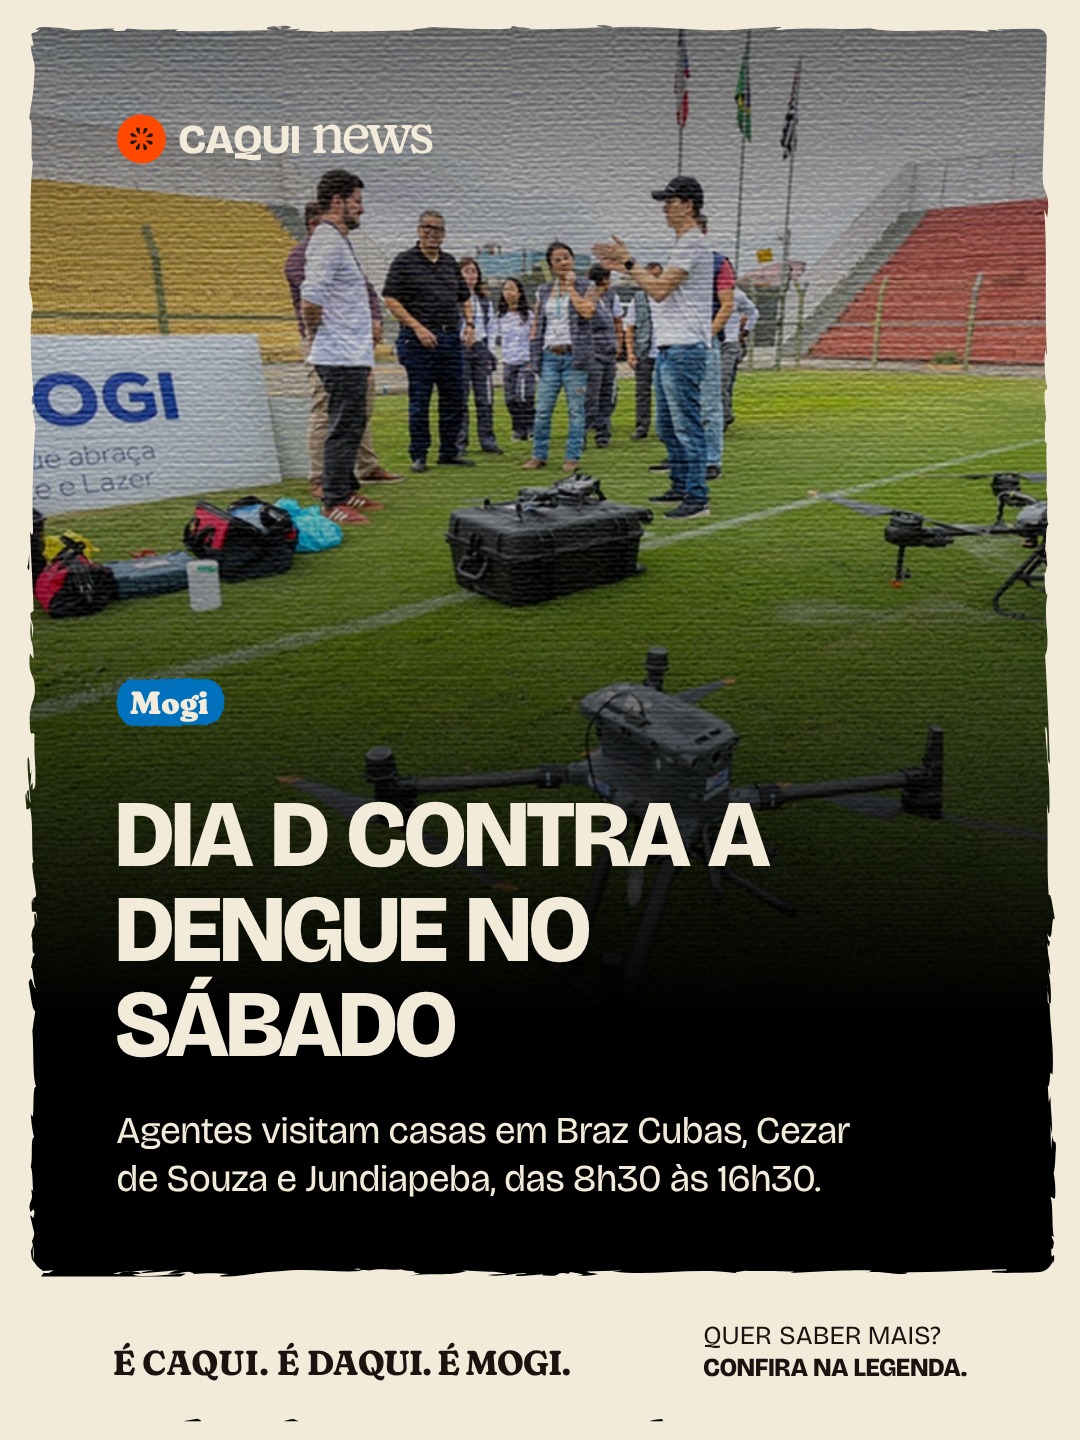 CAQUI news
OGI
ue abraça
e e Lazer
Mogi
DIA D CONTRA A
DENGUE NO
SÁBADO
Agentes visitam casas em Braz Cubas, Cezar
de Souza e Jundiapeba, das 8h30 às 16h30.
É CAQUI. É DAQUI. É MOGI.
QUER SABER MAIS?
CONFIRA NA LEGENDA.